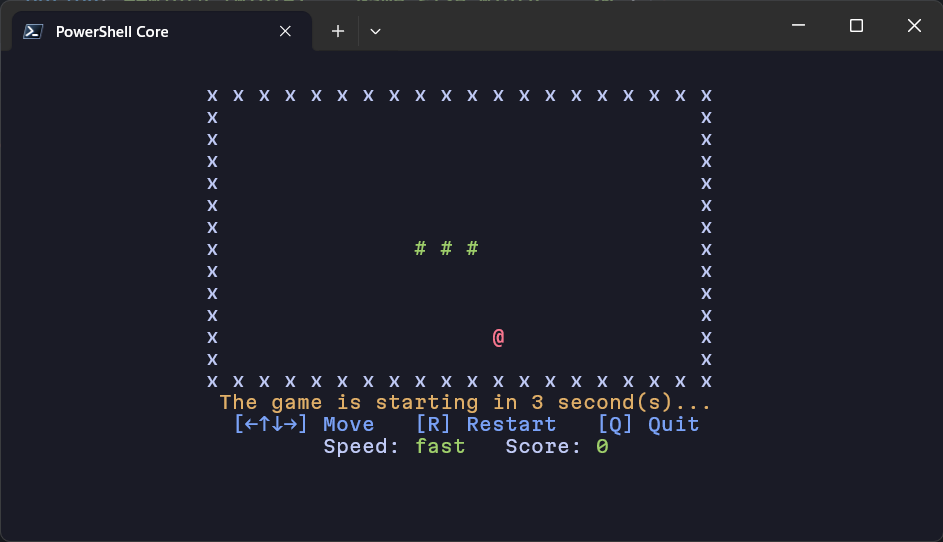 PowerShell Core
x x x x x x x x x x x x x x x x x x x x
x                                     x
x                                     x
x                                     x
x                                     x
x                                     x
x                                     x
x               # # #                 x
x                                     x
x                                     x
x                                     x
x                     @               x
x                                     x
x x x x x x x x x x x x x x x x x x x x
The game is starting in 3 second(s)...
[←↑↓→] Move   [R] Restart   [Q] Quit
Speed: fast   Score: 0